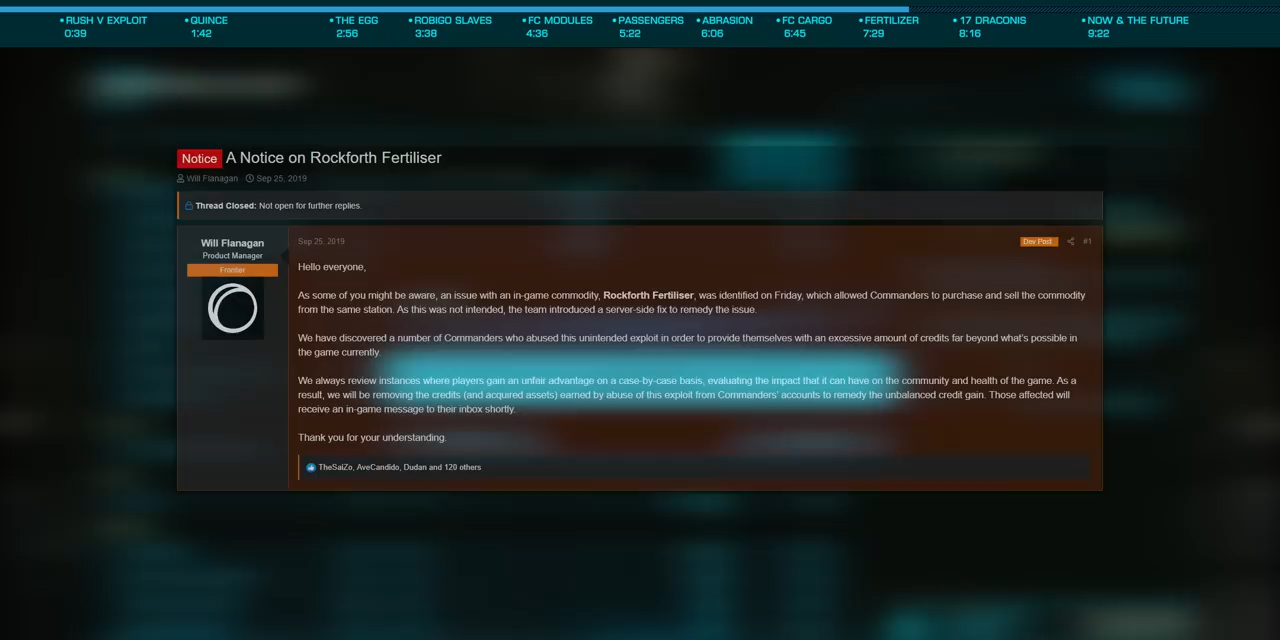 • RUSH V EXPLOIT • QUINCE • THE EGG • ROBIGO SLAVES • FC MODULES • PASSENGERS • ABRASION • FC CARGO • FERTILIZER • 17 DRACONIS • NOW & THE FUTURE
0:39 1:42 2:56 3:38 4:36 5:22 6:06 6:45 7:29 8:16 9:22
Notice A Notice on Rockforth Fertiliser
Will Flanagan Sep 25, 2019
Thread Closed: Not open for further replies.
Will Flanagan
Product Manager
Frontier
Sep 25, 2019 Dev Post #1
Hello everyone,
As some of you might be aware, an issue with an in-game commodity, Rockforth Fertiliser, was identified on Friday, which allowed Commanders to purchase and sell the commodity
from the same station. As this was not intended, the team introduced a server-side fix to remedy the issue.
We have discovered a number of Commanders who abused this unintended exploit in order to provide themselves with an excessive amount of credits far beyond what's possible in
the game currently.
We always review instances where players gain an unfair advantage on a case-by-case basis, evaluating the impact that it can have on the community and health of the game. As a
result, we will be removing the credits (and acquired assets) earned by abuse of this exploit from Commanders' accounts to remedy the unbalanced credit gain. Those affected will
receive an in-game message to their inbox shortly.
Thank you for your understanding.
TheSaiZo, AveCandido, Dudan and 120 others